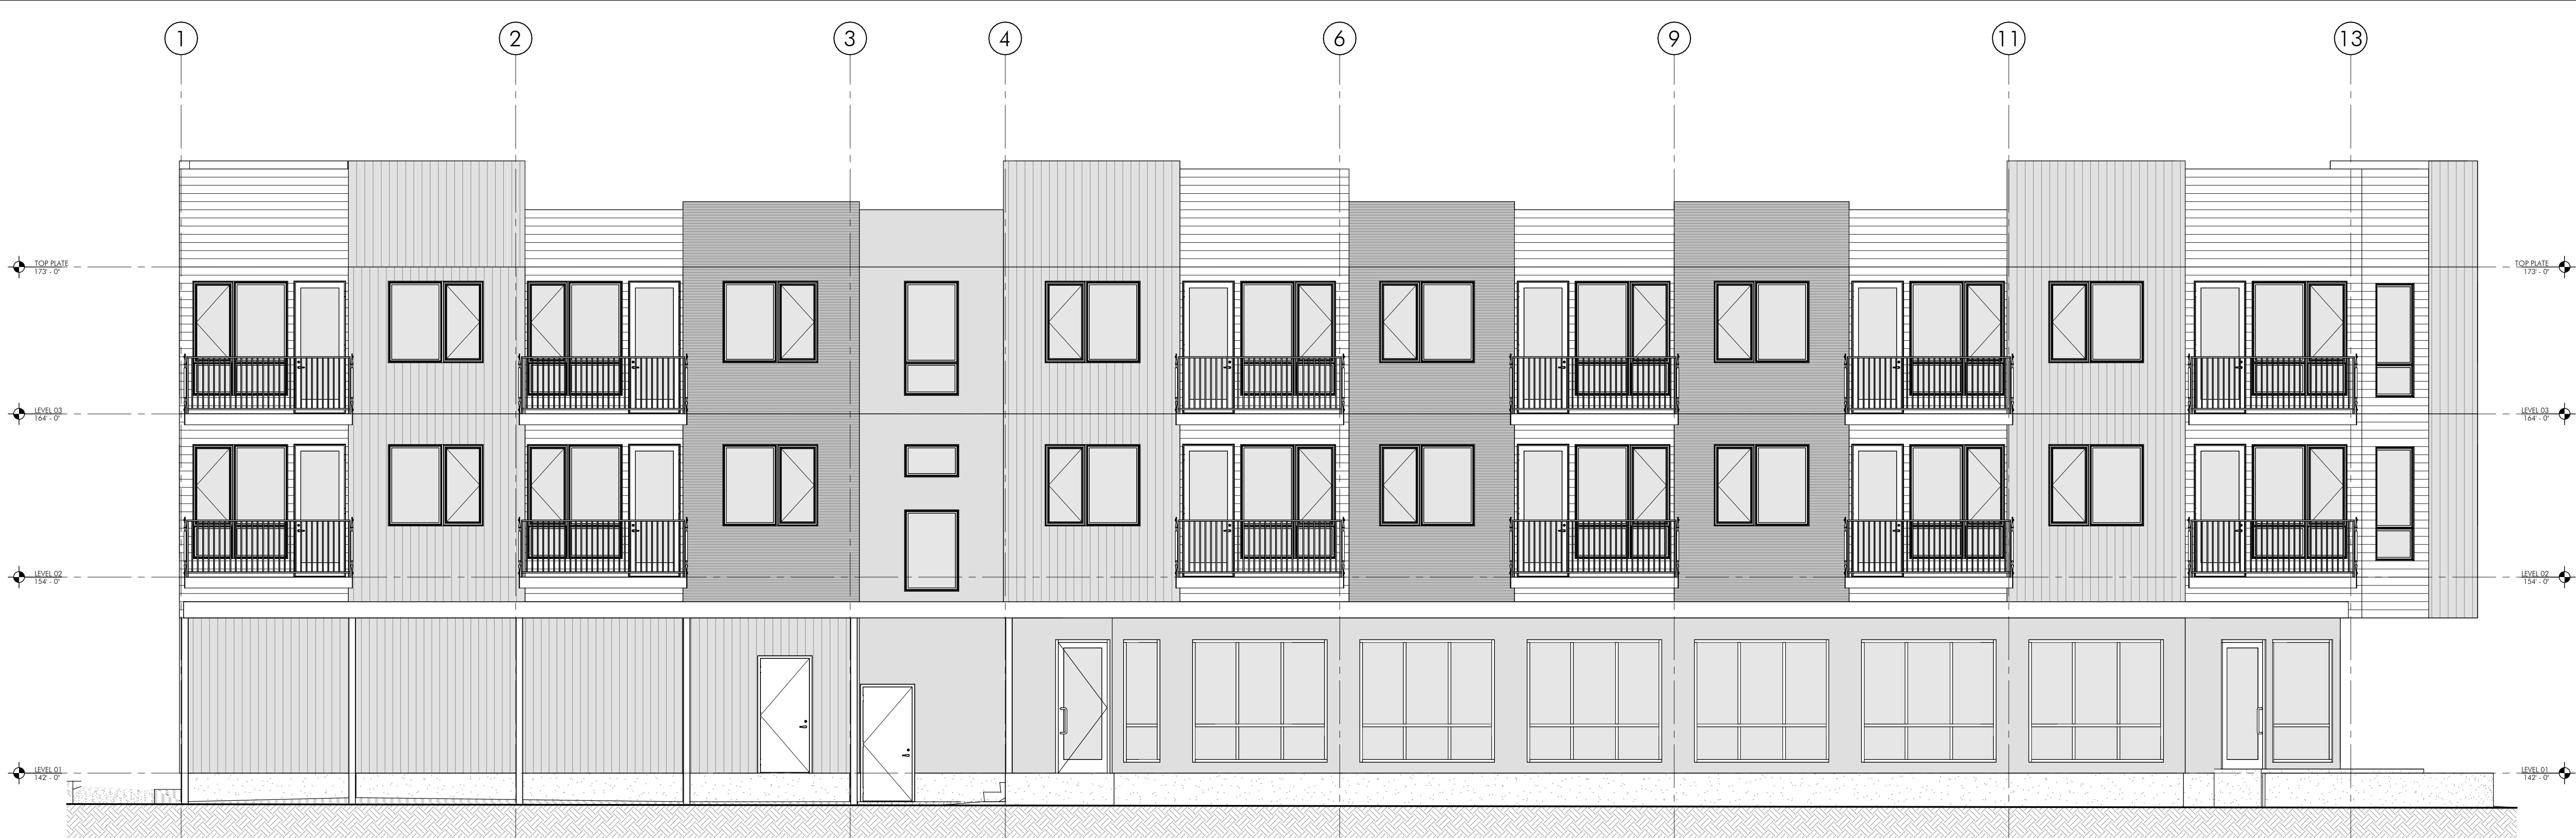 1 2 3 4 6 9 11 13
TOP PLATE
173' - 0"
TOP PLATE
173' - 0"
LEVEL 03
164' - 0"
LEVEL 03
164' - 0"
LEVEL 02
154' - 0"
LEVEL 02
154' - 0"
LEVEL 01
142' - 0"
LEVEL 01
142' - 0"